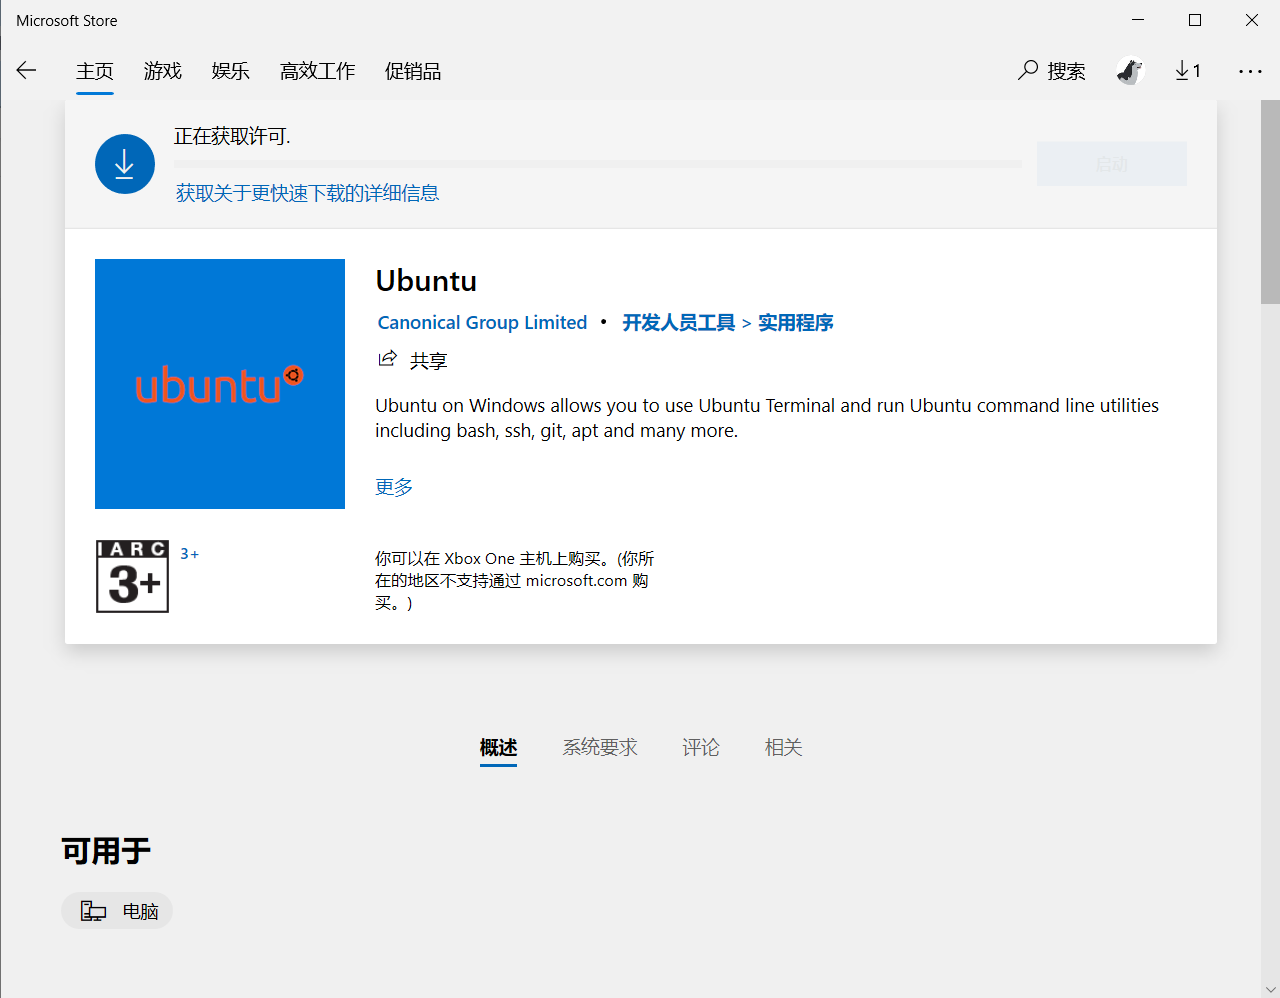 Microsoft Store
主页 游戏 娱乐 高效工作 促销品 搜索 1
正在获取许可.
启动
获取关于更快速下载的详细信息
ubuntu
Ubuntu
Canonical Group Limited • 开发人员工具 > 实用程序
共享
Ubuntu on Windows allows you to use Ubuntu Terminal and run Ubuntu command line utilities
including bash, ssh, git, apt and many more.
更多
IARC
3+
3+
你可以在 Xbox One 主机上购买。(你所
在的地区不支持通过 microsoft.com 购
买。)
概述 系统要求 评论 相关
可用于
电脑